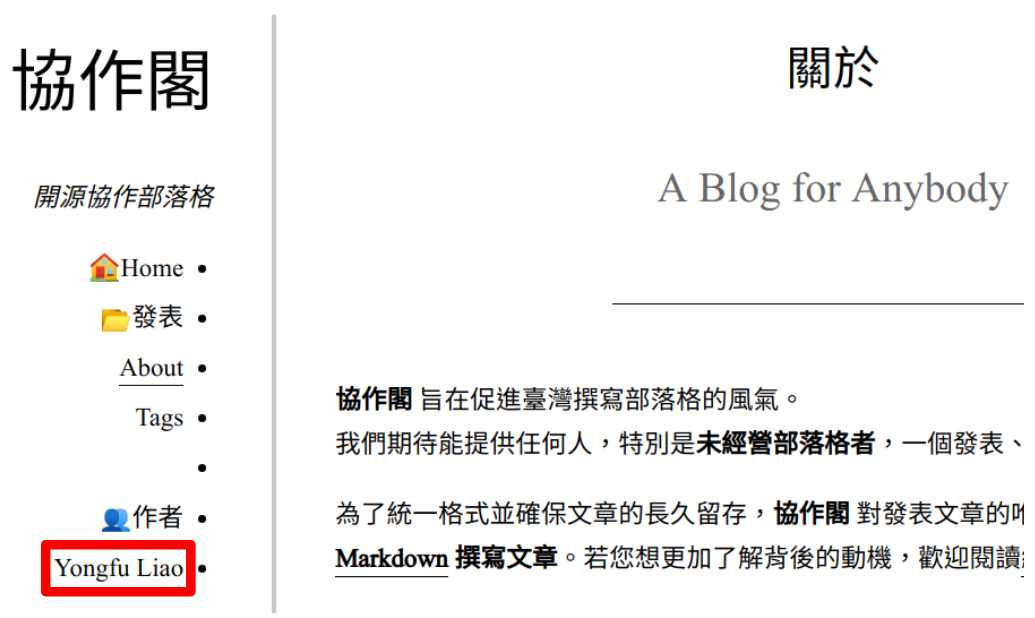 協作閣
開源協作部落格
Home
發表
About
Tags
作者
Yongfu Liao
關於
A Blog for Anybody
協作閣 旨在促進臺灣撰寫部落格的風氣。
我們期待能提供任何人，特別是未經營部落格者，一個發表、
為了統一格式並確保文章的長久留存，協作閣 對發表文章的
Markdown 撰寫文章。若您想更加了解背後的動機，歡迎閱讀